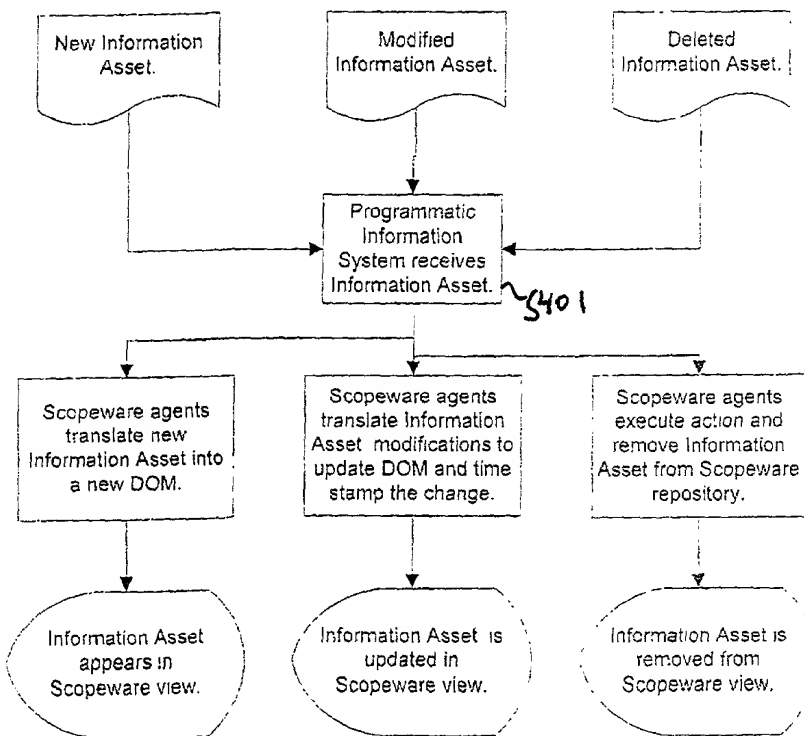 New Information
Asset.
Modified
Information Asset.
Deleted
Information Asset.
Programmatic
Information
System receives
Information Asset.
S401
Scopeware agents
translate new
Information Asset into
a new DOM.
Scopeware agents
translate Information
Asset modifications to
update DOM and time
stamp the change.
Scopeware agents
execute action and
remove Information
Asset from Scopeware
repository.
Information Asset
appears in
Scopeware view.
Information Asset is
updated in
Scopeware view.
Information Asset is
removed from
Scopeware view.